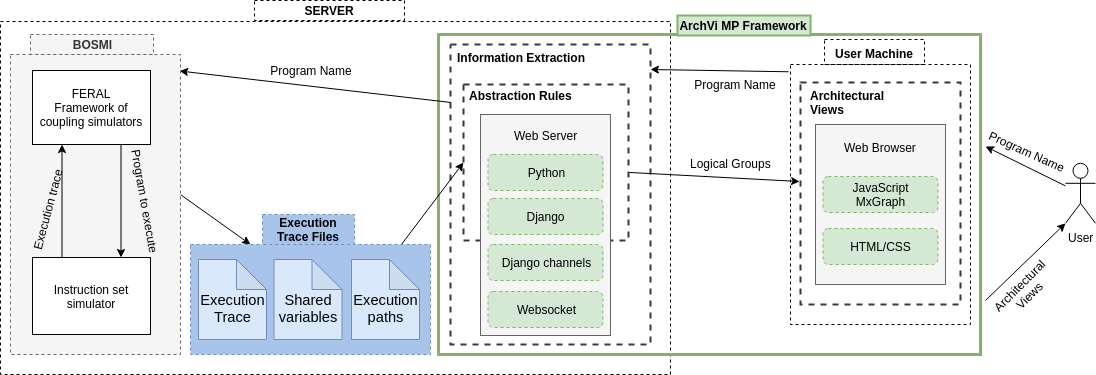 SERVER
ArchVi MP Framework
BOSMI
FERAL
Framework of
coupling simulators
Execution trace
Program to execute
Instruction set
simulator
Program Name
Execution
Trace Files
Execution
Trace
Shared
variables
Execution
paths
Information Extraction
Abstraction Rules
Web Server
Python
Django
Django channels
Websocket
Program Name
Logical Groups
User Machine
Architectural
Views
Web Browser
JavaScript
MxGraph
HTML/CSS
Program Name
User
Architectural
Views